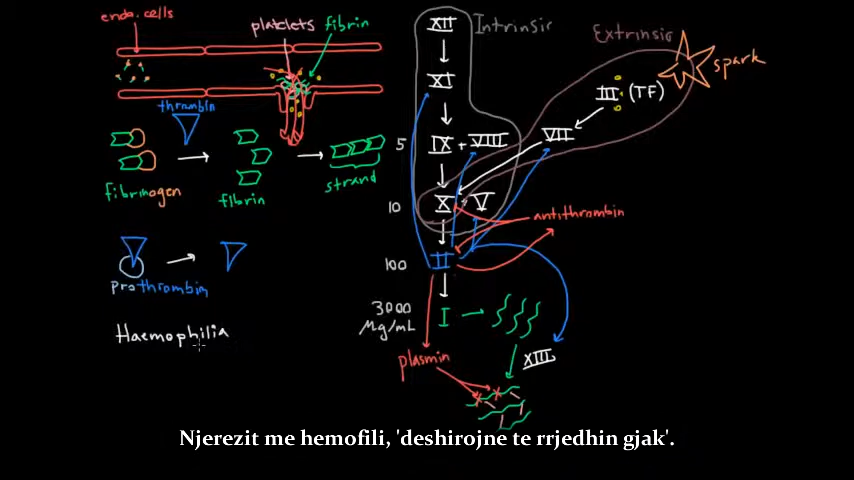 endo. cells
platelets
fibrin
thrombin
fibrinogen
fibrin
strand
prothrombin
Haemophilia
Intrinsic
Extrinsic
spark
XII
XI
5 IX + VIII
VII
III (TF)
10 X + V
antithrombin
100 II
3000
Mg/mL
I
XIII
plasmin
Njerezit me hemofili, 'deshirojne te rrjedhin gjak'.